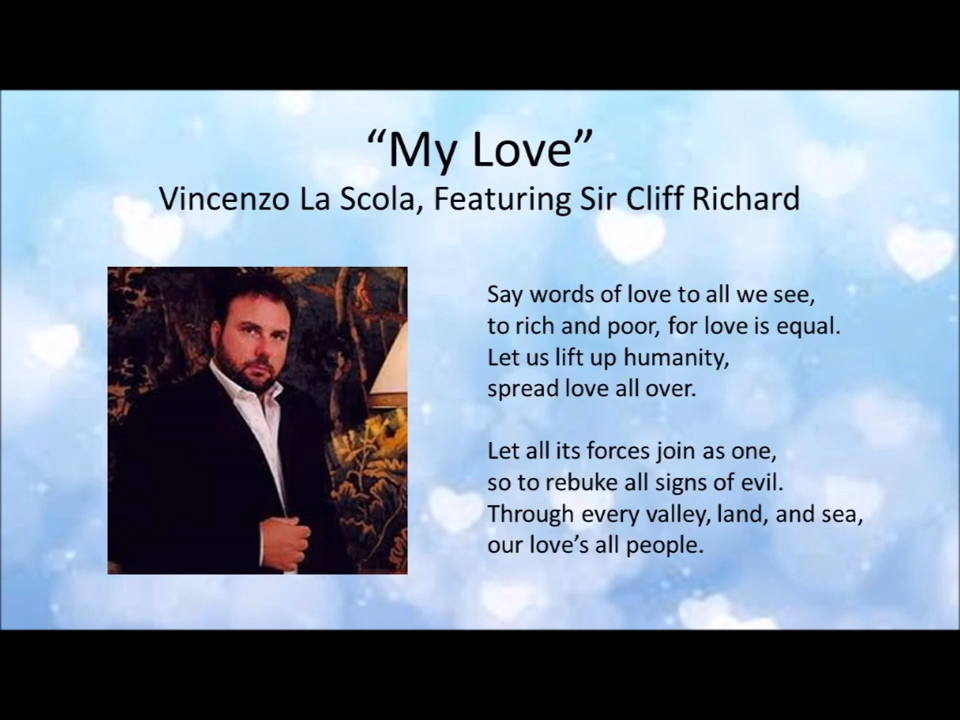 “My Love”
Vincenzo La Scola, Featuring Sir Cliff Richard
Say words of love to all we see,
to rich and poor, for love is equal.
Let us lift up humanity,
spread love all over.
Let all its forces join as one,
so to rebuke all signs of evil.
Through every valley, land, and sea,
our love’s all people.